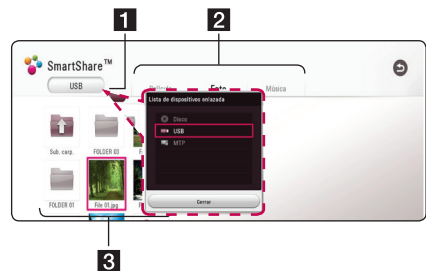 1
2
SmartShare™
USB
Foto
Música
Lista de dispositivos enlazada
Disco
USB
MTP
Sub. carp.
FOLDER 03
F
FOLDER 01
File 01.jpg
Cerrar
3